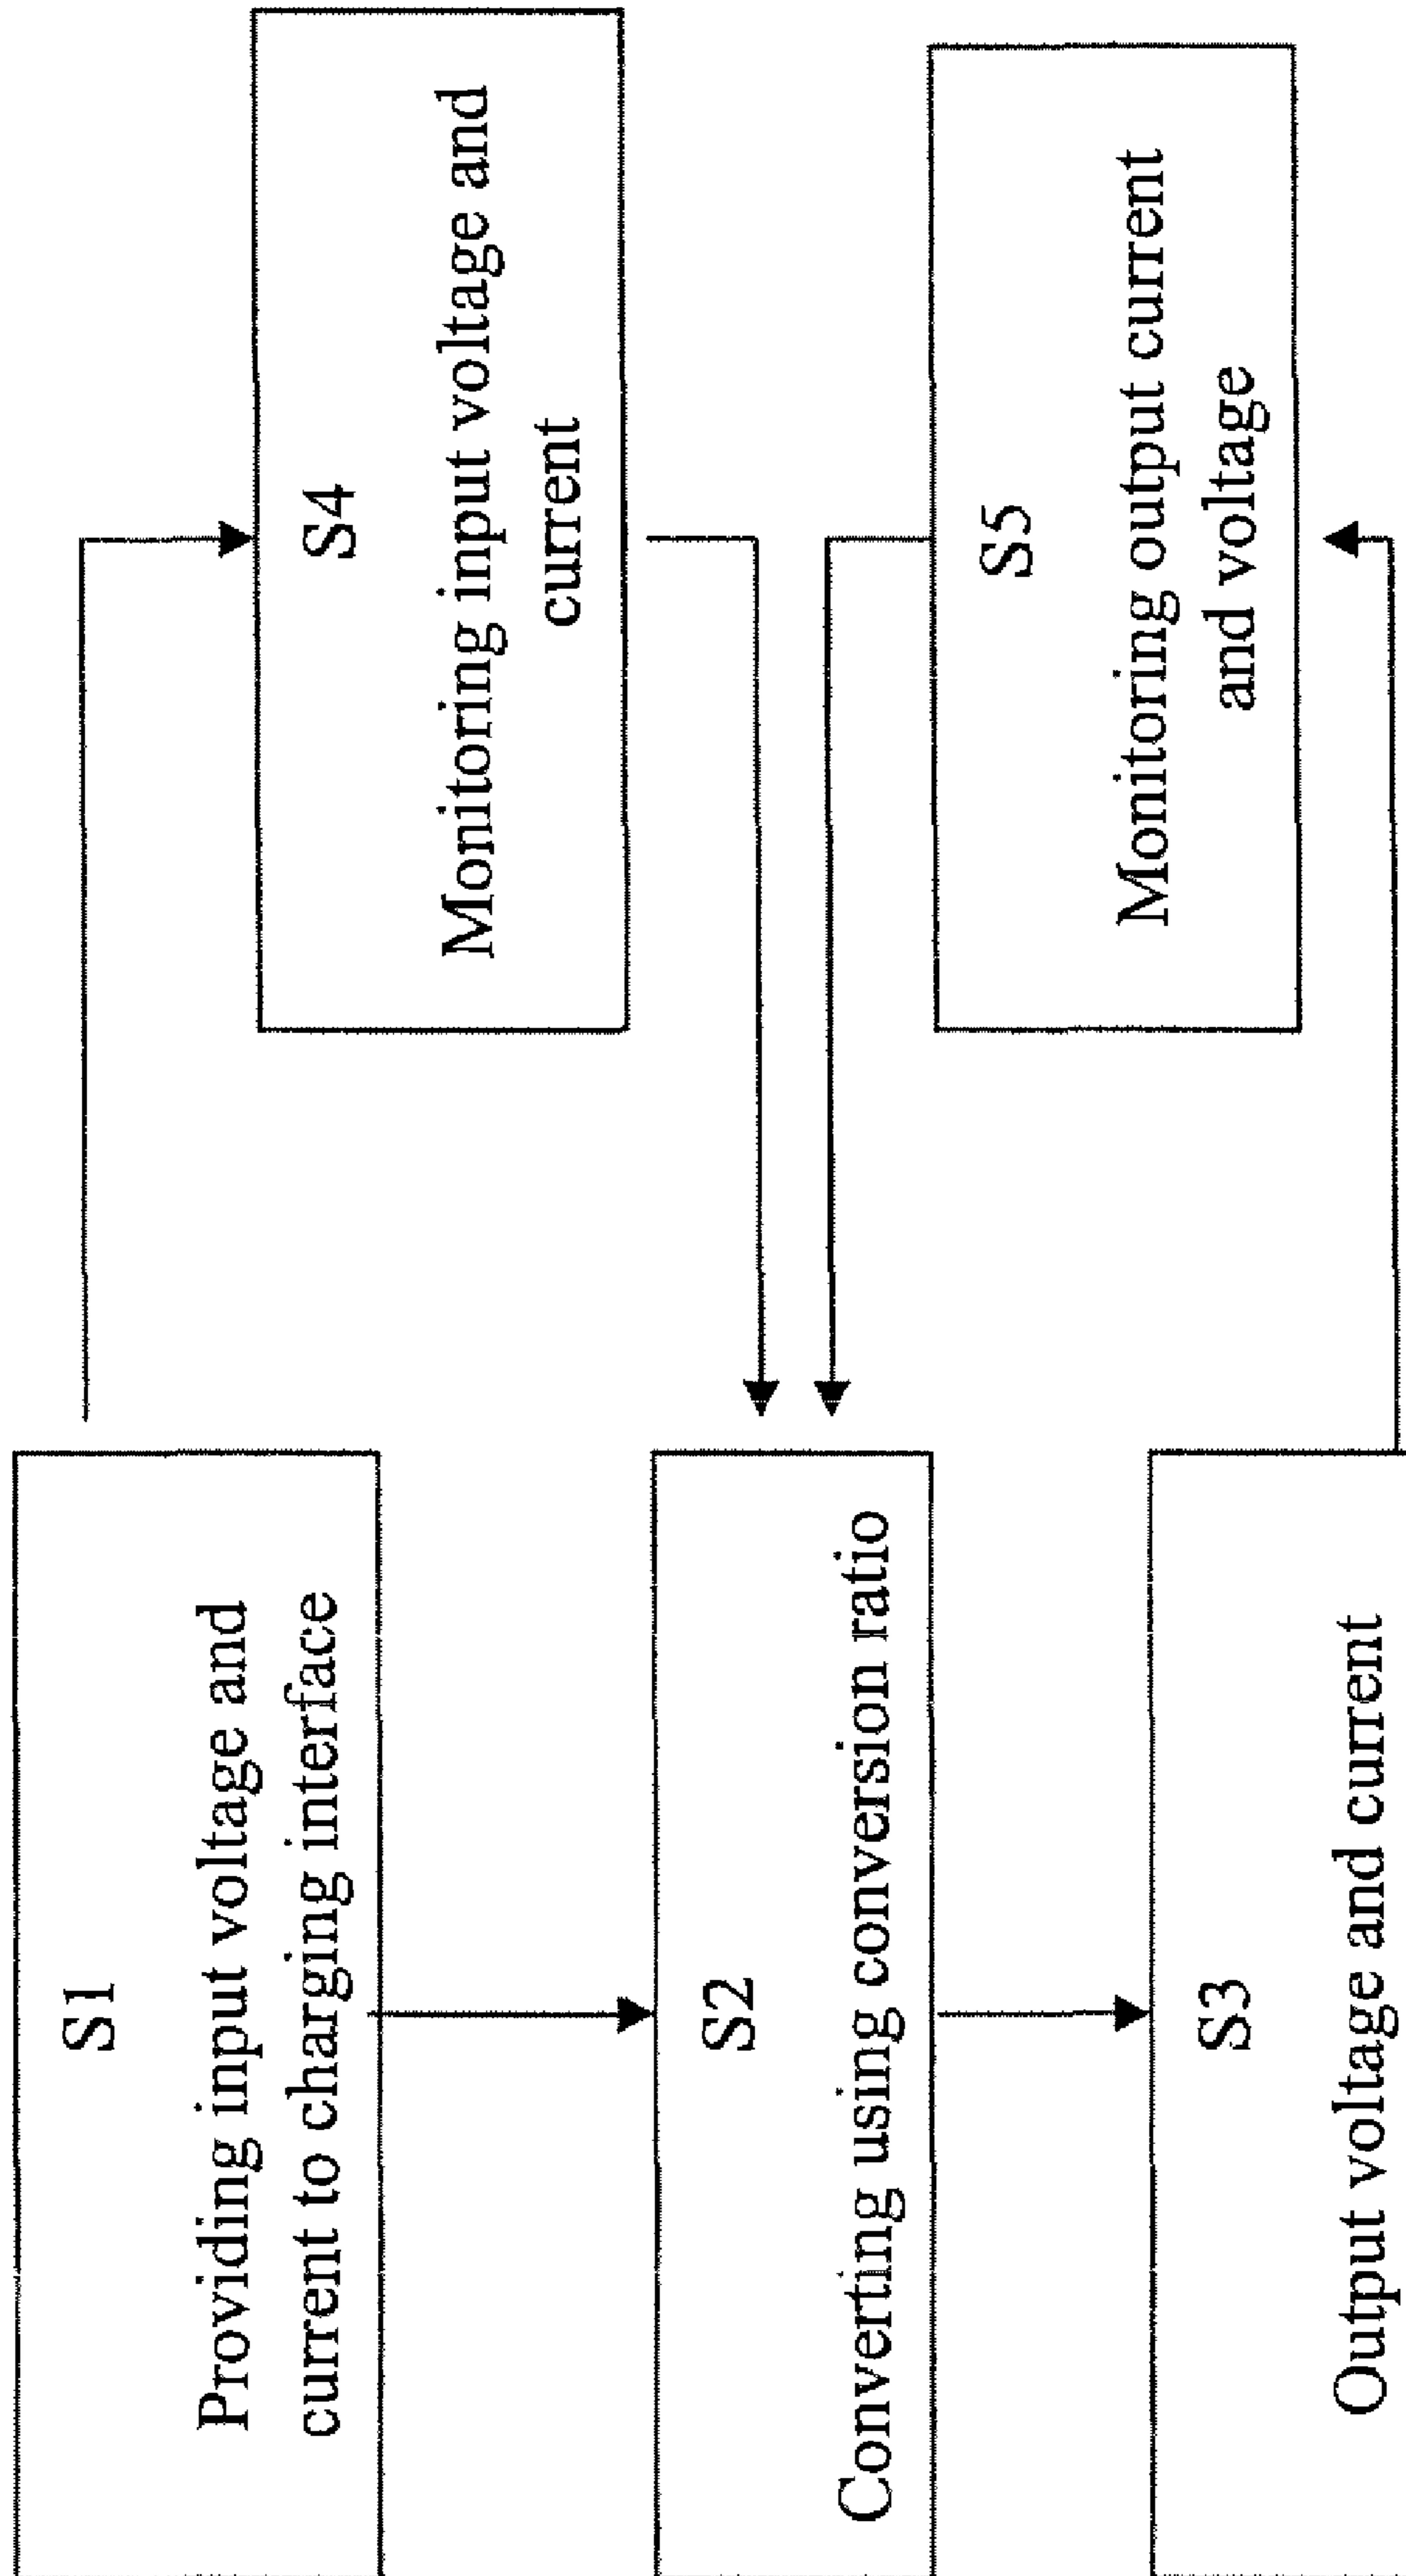 S1
Providing input voltage and
current to charging interface
S2
Converting using conversion ratio
S3
Output voltage and current
S4
Monitoring input voltage and
current
S5
Monitoring output current
and voltage